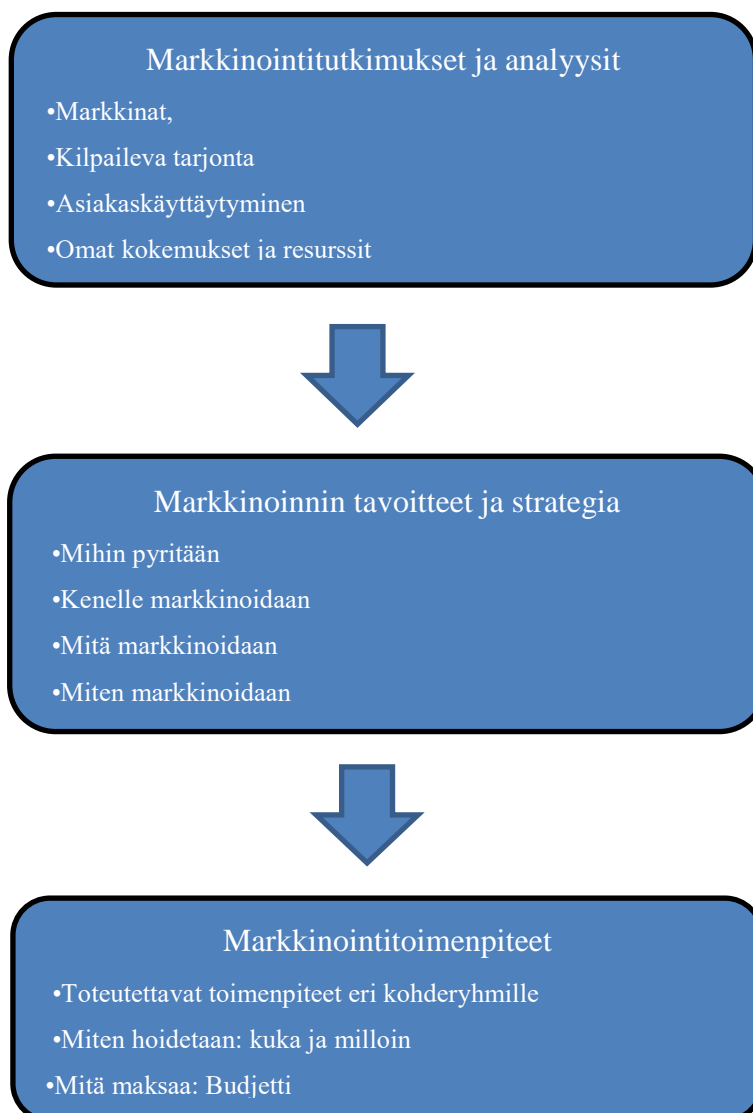 Markkinointitutkimukset ja analyysit
•Markkinat,
•Kilpaileva tarjonta
•Asiakaskäyttäytyminen
•Omat kokemukset ja resurssit
Markkinoinnin tavoitteet ja strategia
•Mihin pyritään
•Kenelle markkinoidaan
•Mitä markkinoidaan
•Miten markkinoidaan
Markkinointitoimenpiteet
•Toteutettavat toimenpiteet eri kohderyhmille
•Miten hoidetaan: kuka ja milloin
•Mitä maksaa: Budjetti